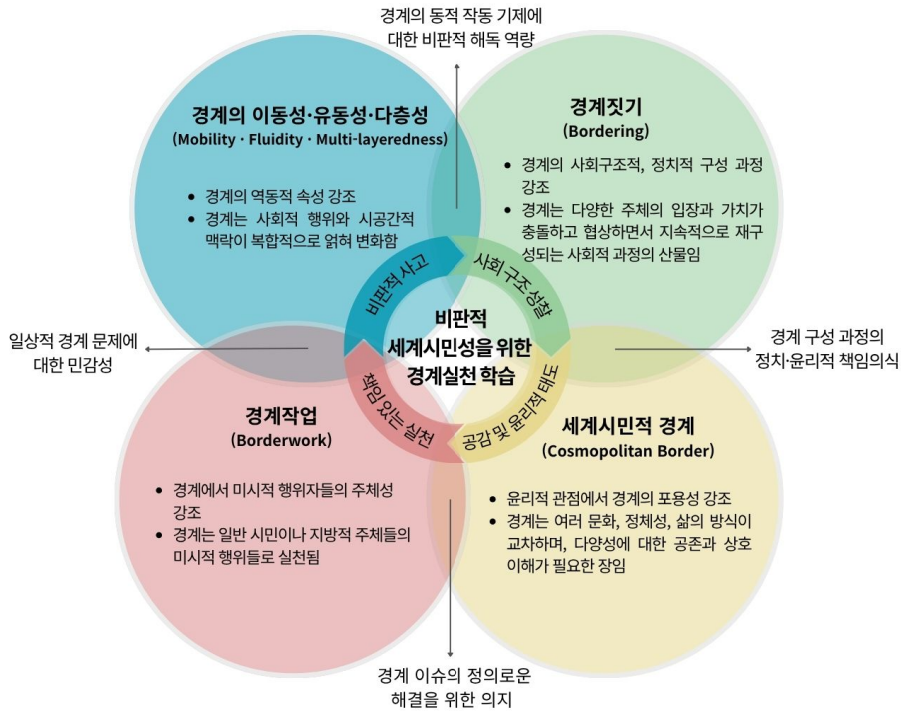 경계의 동적 작동 기제에
대한 비판적 해독 역량
경계의 이동성·유동성·다층성
(Mobility · Fluidity · Multi-layeredness)
• 경계의 역동적 속성 강조
• 경계는 사회적 행위와 시공간적
맥락이 복합적으로 얽혀 변화함
경계짓기
(Bordering)
• 경계의 사회구조적, 정치적 구성 과정
강조
• 경계는 다양한 주체의 입장과 가치가
충돌하고 협상하면서 지속적으로 재구
성되는 사회적 과정의 산물임
비판적 사고
사회 구조 성찰
비판적
세계시민성을 위한
경계실천 학습
책임 있는 실천
공감 및 윤리적 태도
일상적 경계 문제에
대한 민감성
경계 구성 과정의
정치·윤리적 책임의식
경계작업
(Borderwork)
• 경계에서 미시적 행위자들의 주체성
강조
• 경계는 일반 시민이나 지방적 주체들의
미시적 행위들로 실천됨
세계시민적 경계
(Cosmopolitan Border)
• 윤리적 관점에서 경계의 포용성 강조
• 경계는 여러 문화, 정체성, 삶의 방식이
교차하며, 다양성에 대한 공존과 상호
이해가 필요한 장임
경계 이슈의 정의로운
해결을 위한 의지